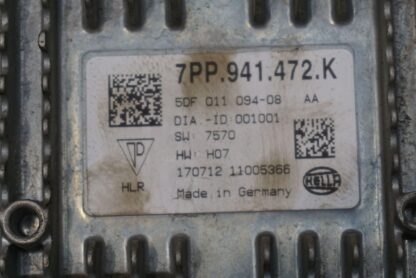 7PP.941.472.K
5DF 011 094-08 AA
DIA.-ID 001001
SW: 7570
HW: H07
HLR
170712 11005366
Made in Germany
HELLA